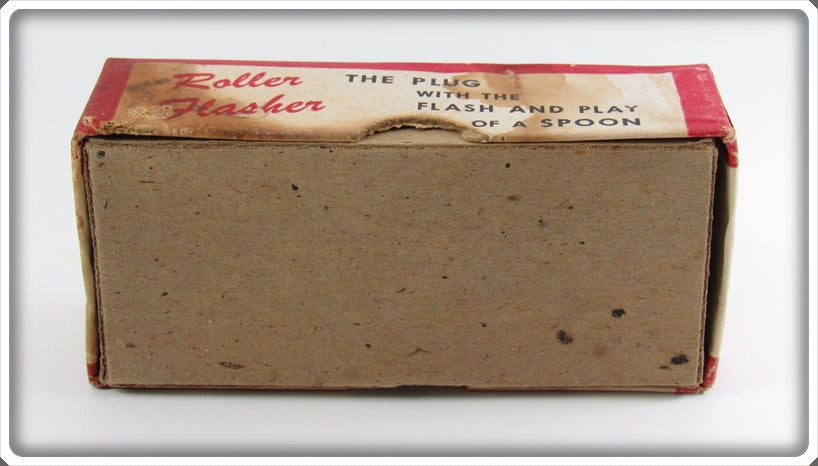 Roller
Flasher
THE PLUG
WITH THE
FLASH AND PLAY
OF A SPOON